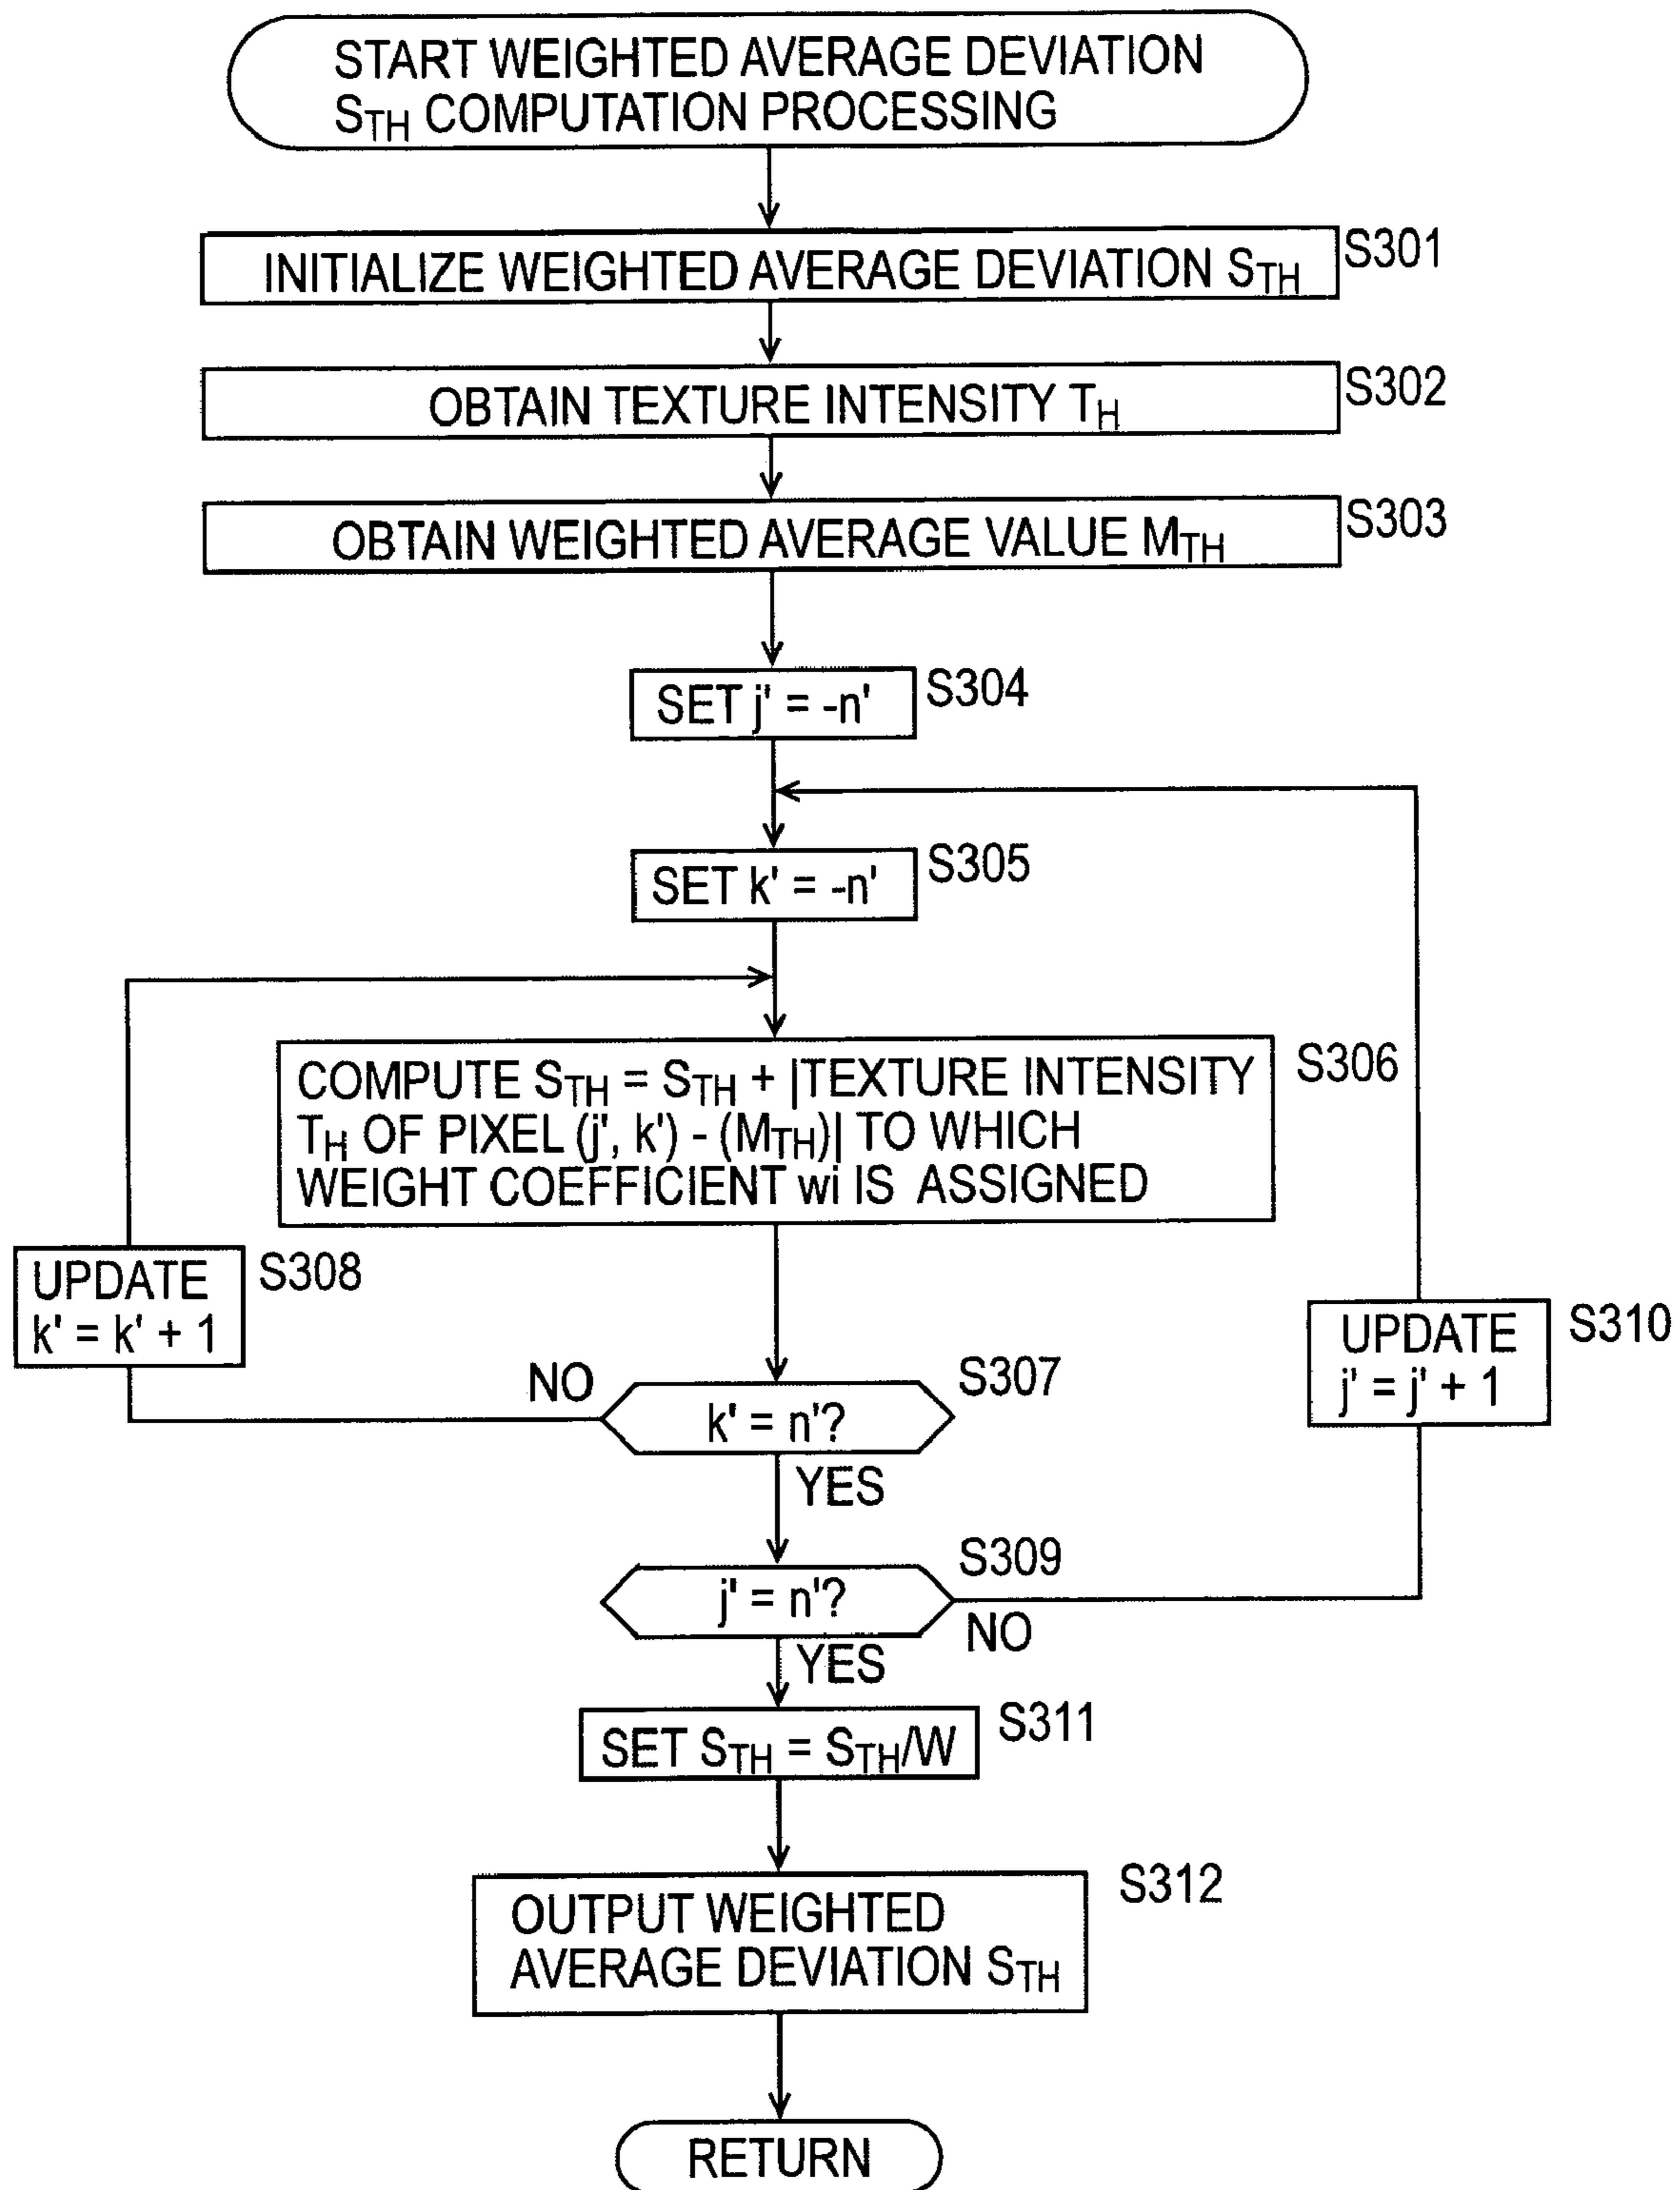 START WEIGHTED AVERAGE DEVIATION
STH COMPUTATION PROCESSING
INITIALIZE WEIGHTED AVERAGE DEVIATION STH
S301
OBTAIN TEXTURE INTENSITY TH
S302
OBTAIN WEIGHTED AVERAGE VALUE MTH
S303
SET j' = -n'
S304
SET k' = -n'
S305
COMPUTE STH = STH + |TEXTURE INTENSITY
TH OF PIXEL (j', k') - (MTH)| TO WHICH
WEIGHT COEFFICIENT wi IS ASSIGNED
S306
UPDATE
k' = k' + 1
S308
UPDATE
j' = j' + 1
S310
NO
k' = n'?
S307
YES
j' = n'?
S309
NO
YES
SET STH = STH/W
S311
OUTPUT WEIGHTED
AVERAGE DEVIATION STH
S312
RETURN